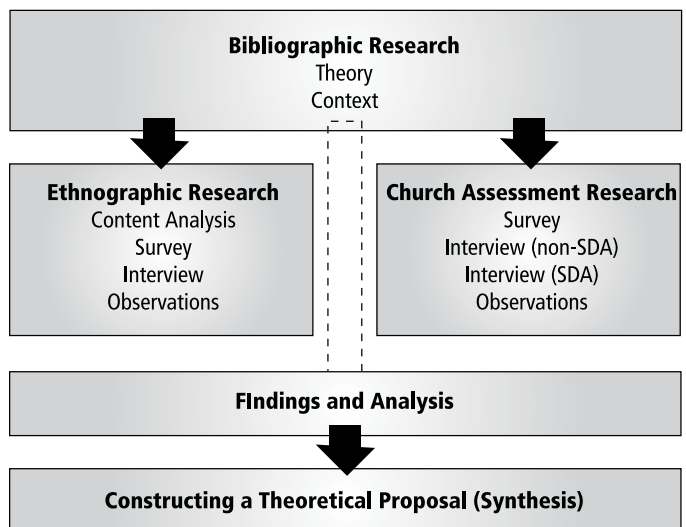 Bibliographic Research
Theory
Context
Ethnographic Research
Content Analysis
Survey
Interview
Observations
Church Assessment Research
Survey
Interview (non-SDA)
Interview (SDA)
Observations
FIndings and Analysis
Constructing a Theoretical Proposal (Synthesis)